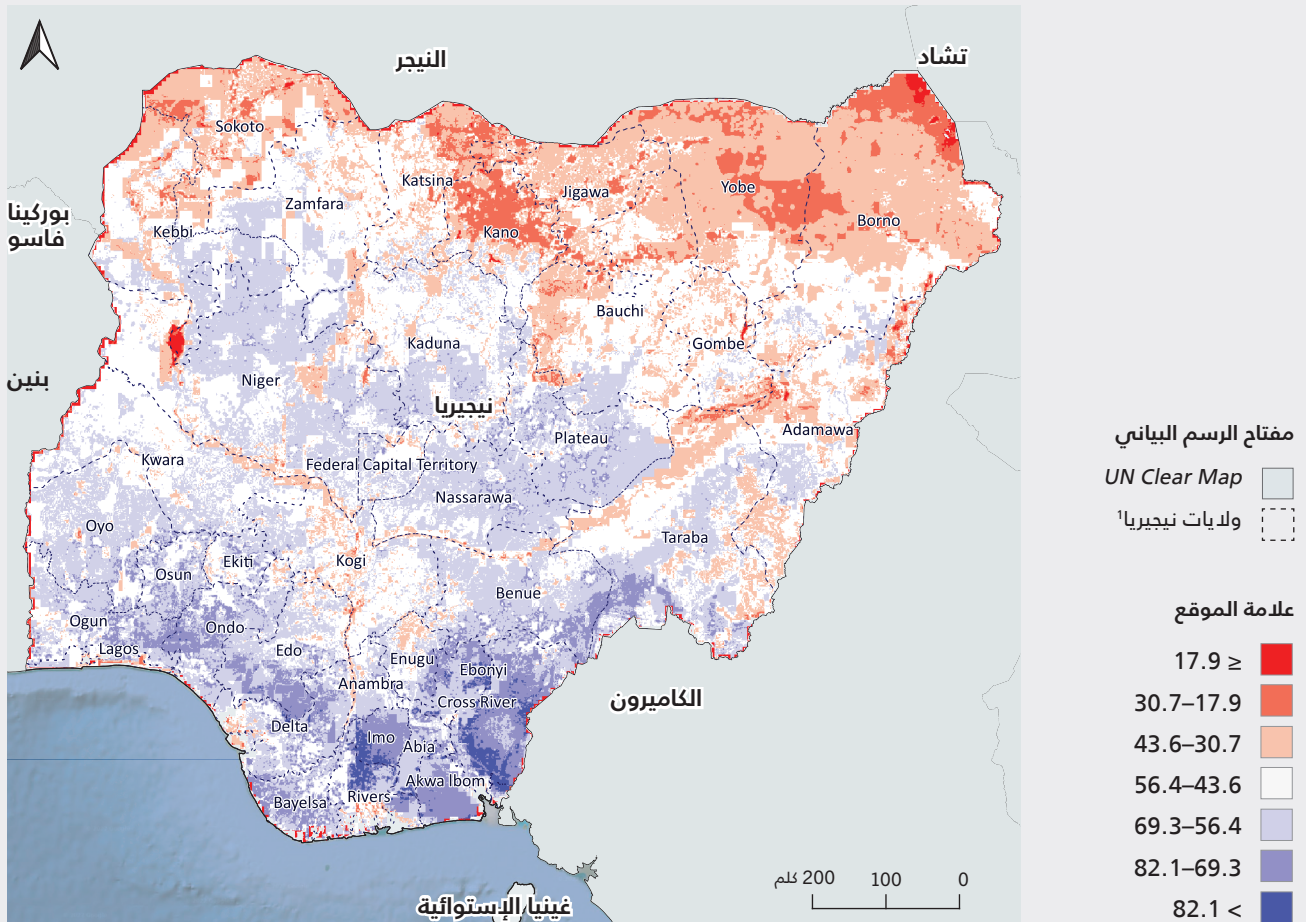 النيجر
تشاد
Sokoto
Katsina
Jigawa
Yobe
Zamfara
بوركينا
فاسو
Kebbi
Kano
Borno
Bauchi
Kaduna
Gombe
بنين
Niger
نيجيريا
Plateau
Adamawa
Kwara
Federal Capital Territory
Nassarawa
Oyo
Taraba
Kogi
Ekiti
Osun
Benue
Ogun
Ondo
Lagos
Edo
Enugu
Ebonyi
Anambra
Cross River
الكاميرون
Delta
Imo
Abia
Akwa Ibom
Rivers
Bayelsa
غينيا الإستوائية
200 كلم
100
0
مفتاح الرسم البياني
UN Clear Map
ولايات نيجيريا¹
علامة الموقع
17.9 ≥
30.7–17.9
43.6–30.7
56.4–43.6
69.3–56.4
82.1–69.3
82.1 <